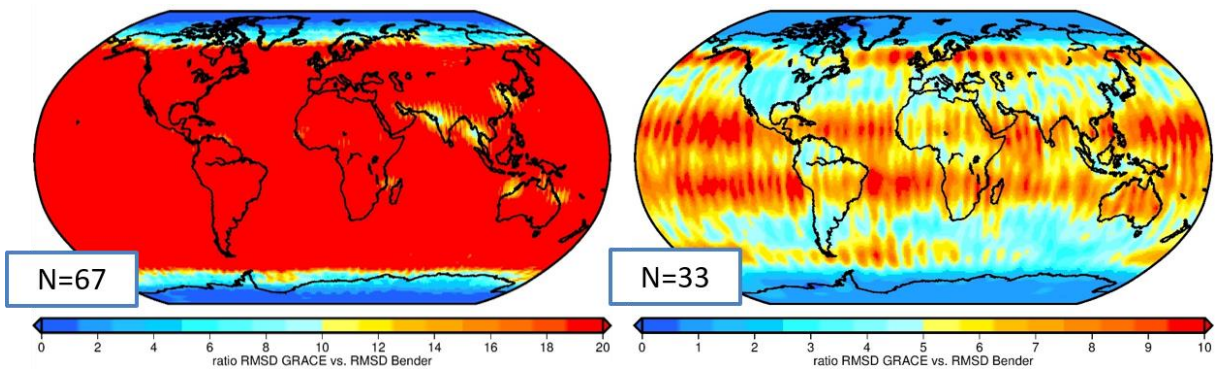 N=67
0 2 4 6 8 10 12 14 16 18 20
ratio RMSD GRACE vs. RMSD Bender
N=33
0 1 2 3 4 5 6 7 8 9 10
ratio RMSD GRACE vs. RMSD Bender